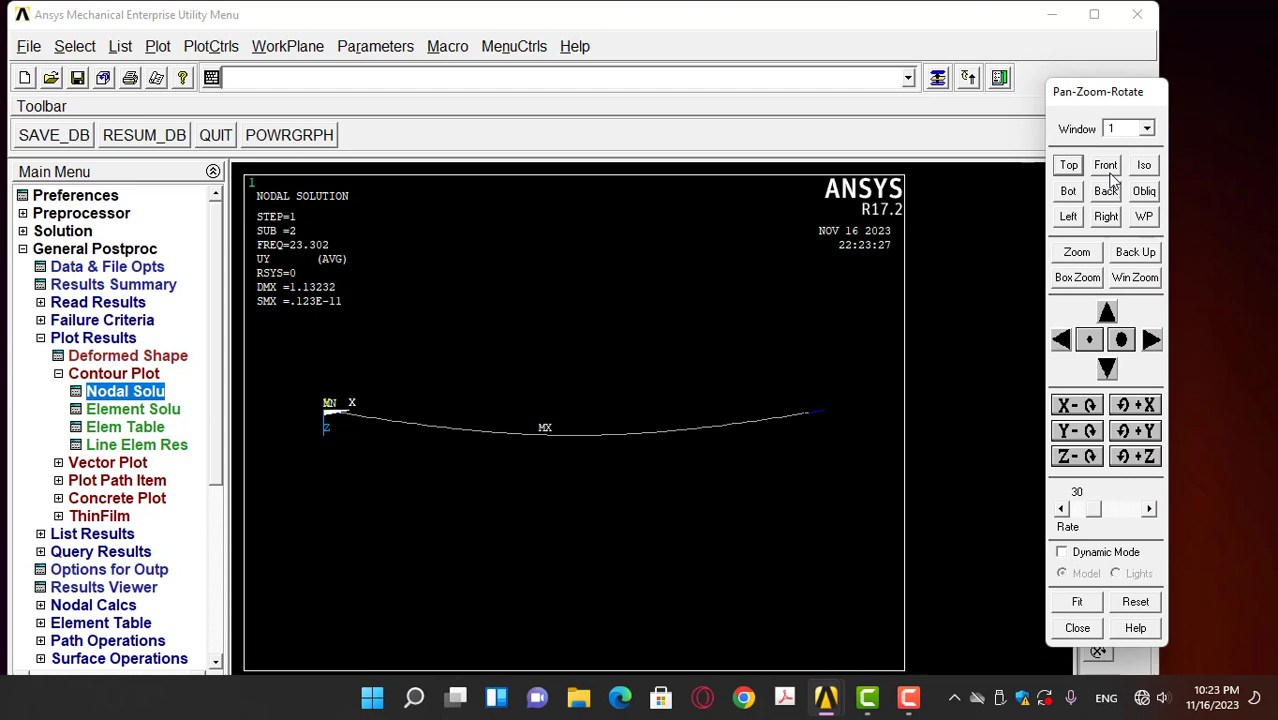 Ansys Mechanical Enterprise Utility Menu
File Select List Plot PlotCtrls WorkPlane Parameters Macro MenuCtrls Help
Toolbar
SAVE_DB RESUM_DB QUIT POWRGRPH
Main Menu
Preferences
Preprocessor
Solution
General Postproc
Data & File Opts
Results Summary
Read Results
Failure Criteria
Plot Results
Deformed Shape
Contour Plot
Nodal Solu
Element Solu
Elem Table
Line Elem Res
Vector Plot
Plot Path Item
Concrete Plot
ThinFilm
List Results
Query Results
Options for Outp
Results Viewer
Nodal Calcs
Element Table
Path Operations
Surface Operations
1
NODAL SOLUTION
STEP=1
SUB =2
FREQ=23.302
UY (AVG)
RSYS=0
DMX =1.13232
SMX =.123E-11
ANSYS
R17.2
NOV 16 2023
22:23:27
MN X
Z
MX
Pan-Zoom-Rotate
Window 1
Top Front Iso
Bot Back Obliq
Left Right WP
Zoom Back Up
Box Zoom Win Zoom
X- +X
Y- +Y
Z- +Z
30
Rate
Dynamic Mode
Model Lights
Fit Reset
Close Help
ENG
10:23 PM
11/16/2023